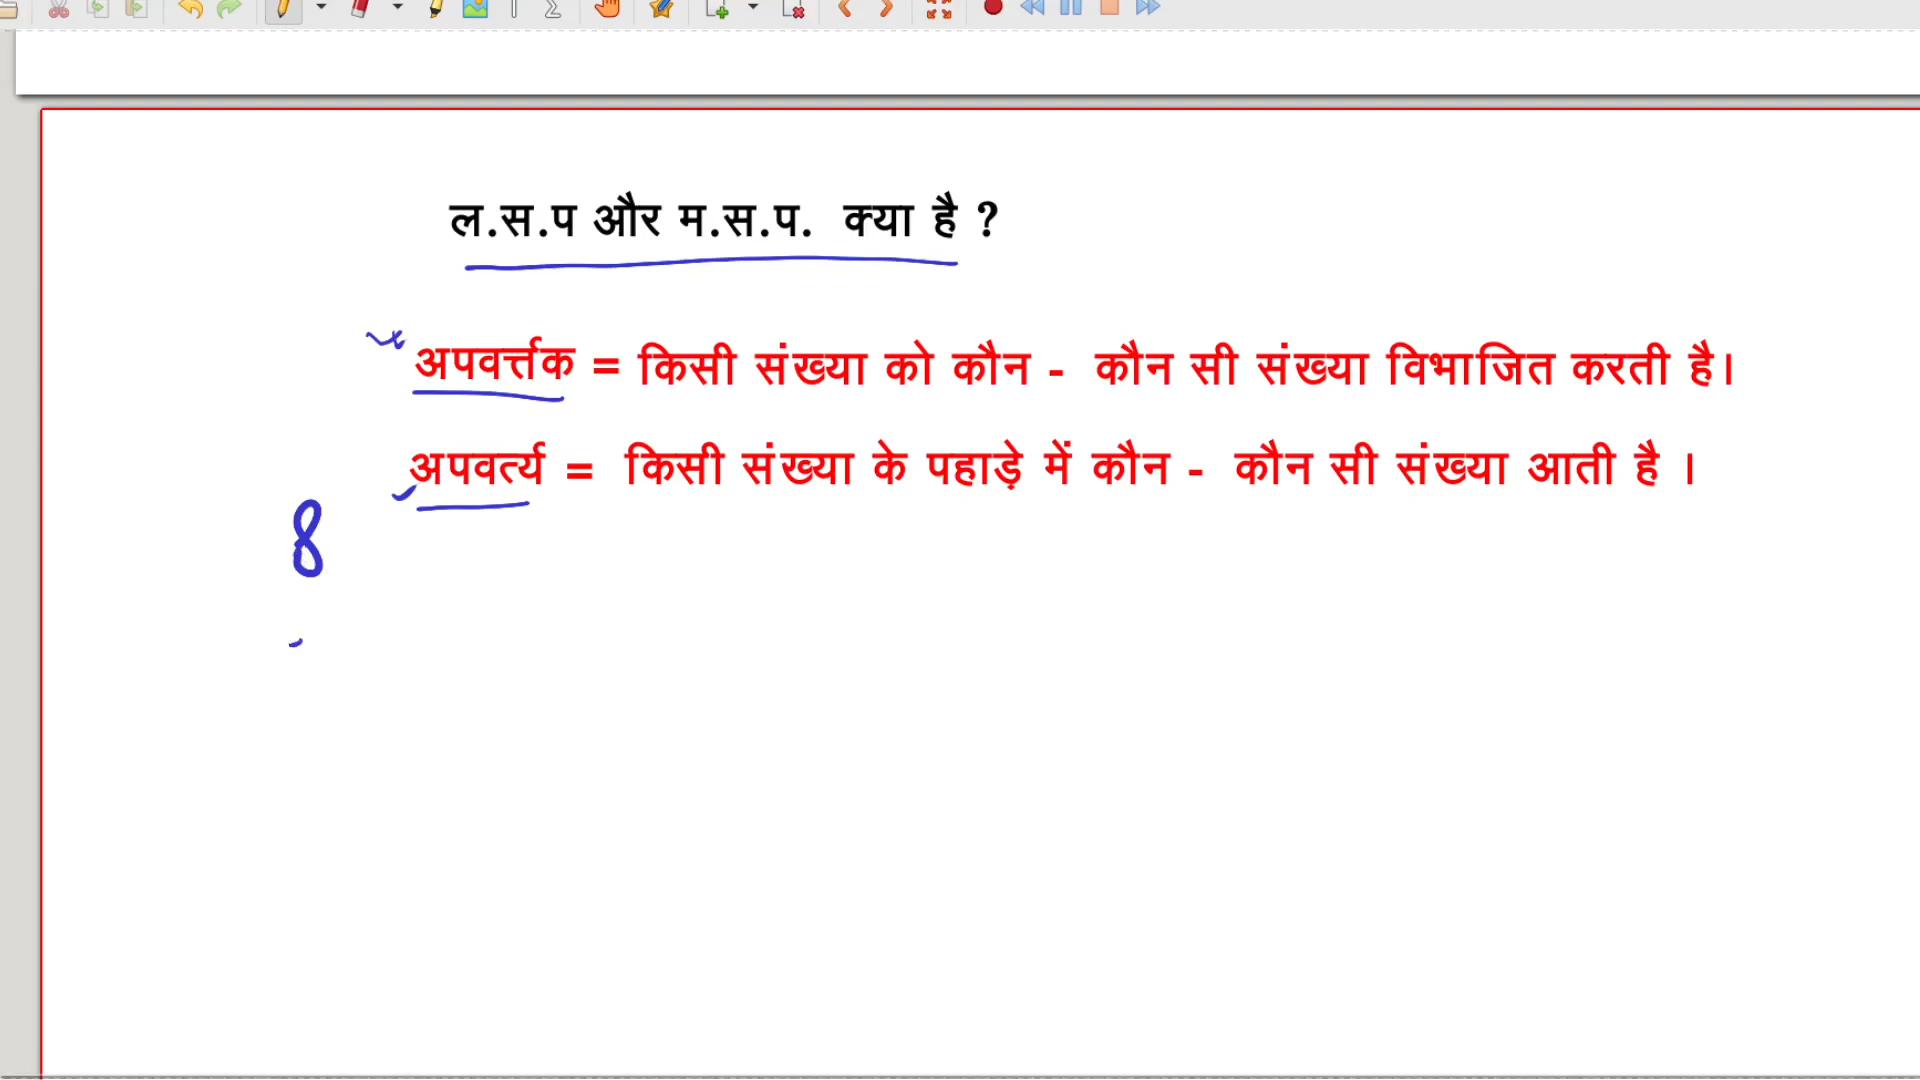 ल.स.प और म.स.प. क्या है ?
अपवर्त्तक = किसी संख्या को कौन - कौन सी संख्या विभाजित करती है।
अपवर्त्य = किसी संख्या के पहाड़े में कौन - कौन सी संख्या आती है ।
8